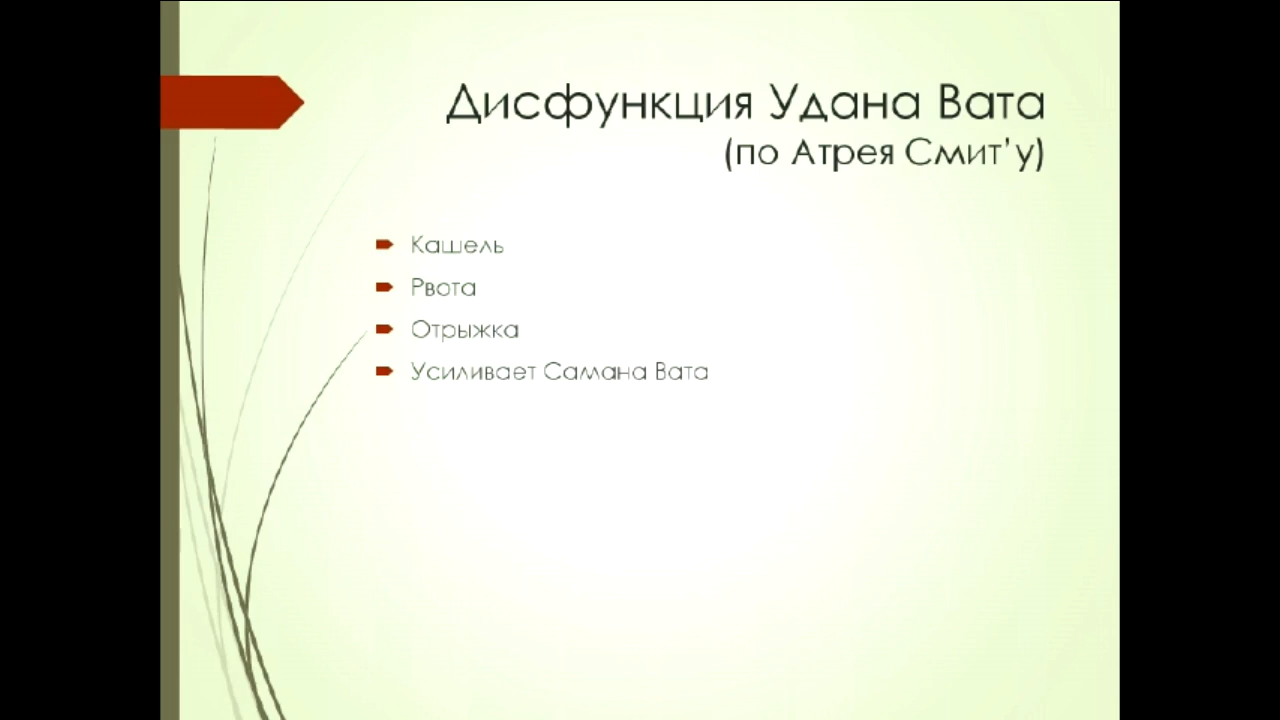 Дисфункция Удана Вата
(по Атрея Смит'у)
Кашель
Рвота
Отрыжка
Усиливает Самана Вата